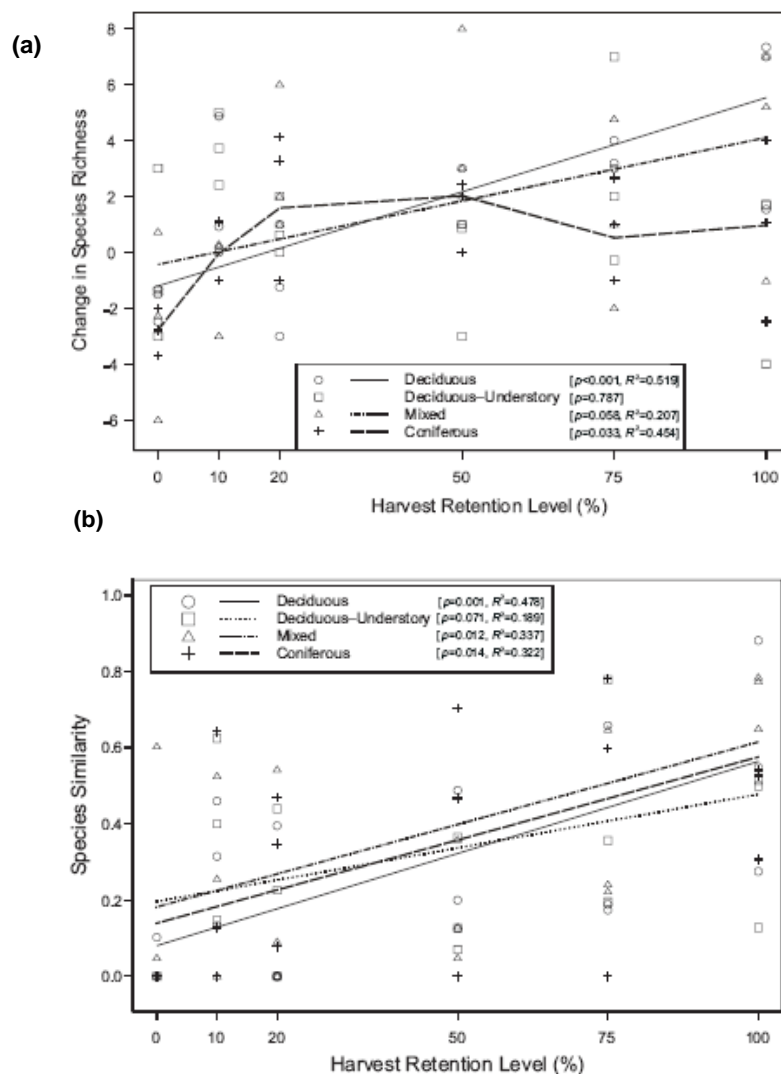 (a)
Change in Species Richness
8
6
4
2
0
-2
-4
-6
Deciduous [p<0.001, R²=0.519]
Deciduous–Understory [p=0.787]
Mixed [p=0.058, R²=0.207]
Coniferous [p=0.033, R²=0.454]
0 10 20 50 75 100
Harvest Retention Level (%)
(b)
Species Similarity
1.0
0.8
0.6
0.4
0.2
0.0
Deciduous [p=0.001, R²=0.478]
Deciduous–Understory [p=0.071, R²=0.189]
Mixed [p=0.012, R²=0.337]
Coniferous [p=0.014, R²=0.322]
0 10 20 50 75 100
Harvest Retention Level (%)